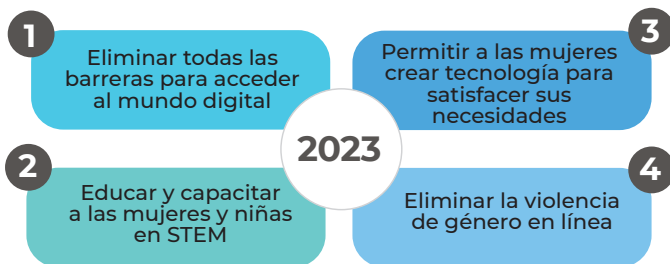 1
Eliminar todas las
barreras para acceder
al mundo digital
2
Educar y capacitar
a las mujeres y niñas
en STEM
2023
3
Permitir a las mujeres
crear tecnología para
satisfacer sus
necesidades
4
Eliminar la violencia
de género en línea